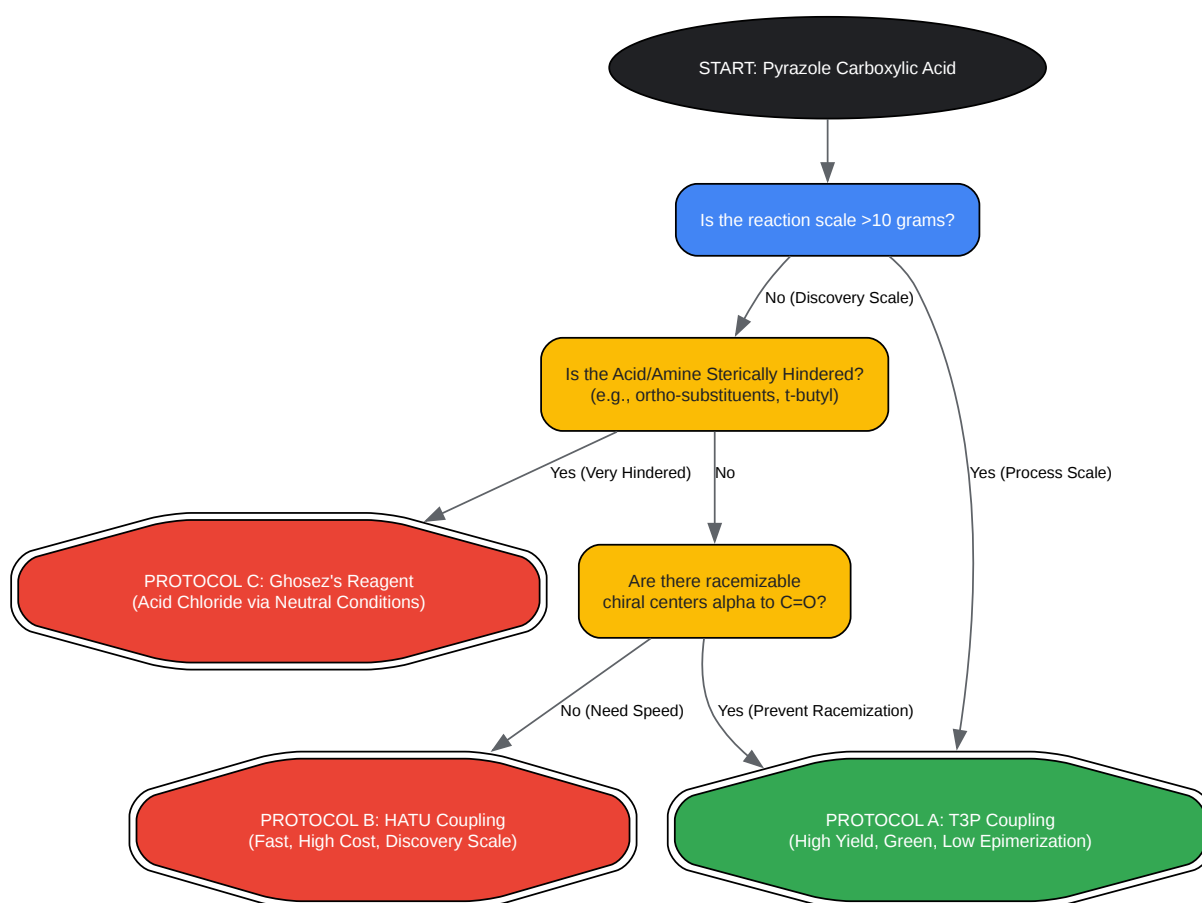 START: Pyrazole Carboxylic Acid
Is the reaction scale >10 grams?
No (Discovery Scale)
Is the Acid/Amine Sterically Hindered?
(e.g., ortho-substituents, t-butyl)
Yes (Very Hindered)
No
Yes (Process Scale)
PROTOCOL C: Ghosez's Reagent
(Acid Chloride via Neutral Conditions)
Are there racemizable
chiral centers alpha to C=O?
No (Need Speed)
Yes (Prevent Racemization)
PROTOCOL B: HATU Coupling
(Fast, High Cost, Discovery Scale)
PROTOCOL A: T3P Coupling
(High Yield, Green, Low Epimerization)